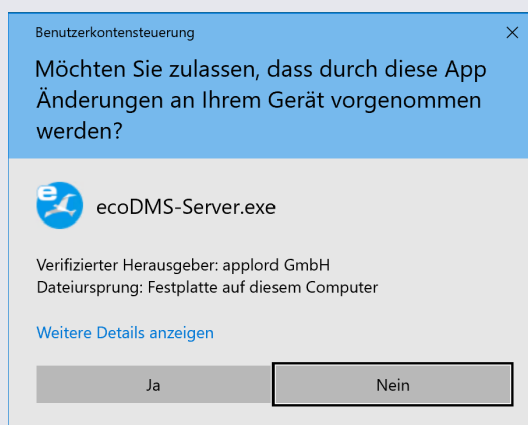 Benutzerkontensteuerung
Möchten Sie zulassen, dass durch diese App
Änderungen an Ihrem Gerät vorgenommen
werden?
e
ecoDMS-Server.exe
Verifizierter Herausgeber: applord GmbH
Dateiursprung: Festplatte auf diesem Computer
Weitere Details anzeigen
Ja
Nein